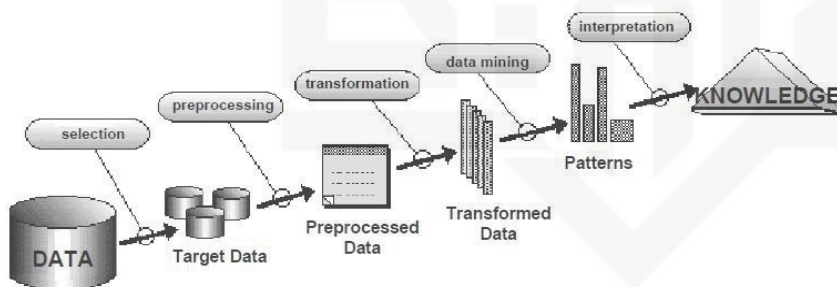 interpretation
data mining
transformation
preprocessing
selection
KNOWLEDGE
Patterns
Transformed
Data
Preprocessed
Data
Target Data
DATA